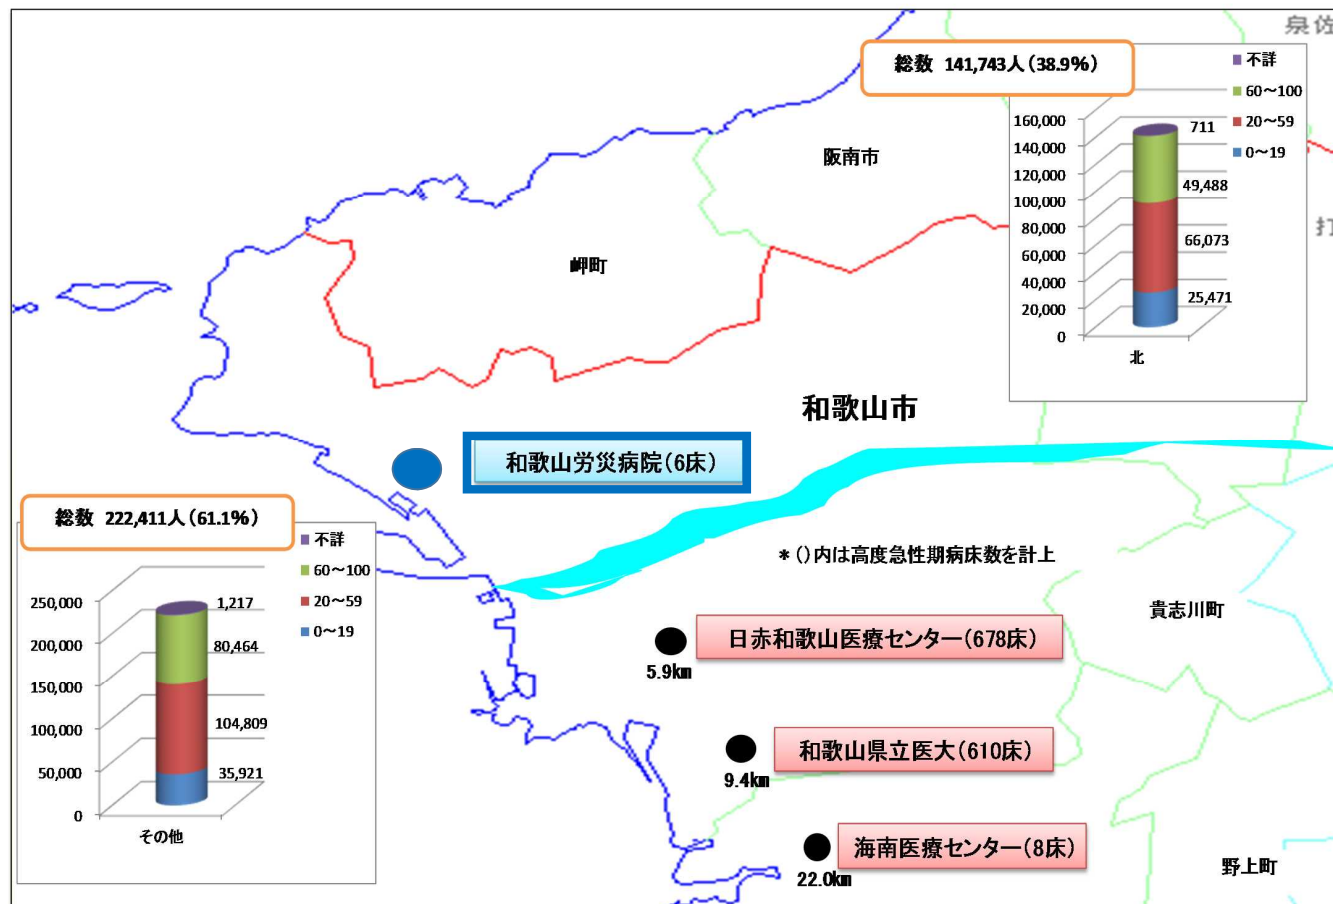 泉佐
総数 141,743人(38.9%)
不詳
60～100
20～59
0～19
160,000
140,000
120,000
100,000
80,000
60,000
40,000
20,000
0
711
49,488
66,073
25,471
北
打
阪南市
岬町
和歌山市
和歌山労災病院(6床)
総数 222,411人(61.1%)
不詳
60～100
20～59
0～19
250,000
200,000
150,000
100,000
50,000
0
1,217
80,464
104,809
35,921
その他
*()内は高度急性期病床数を計上
貴志川町
日赤和歌山医療センター(678床)
5.9km
和歌山県立医大(610床)
9.4km
海南医療センター(8床)
22.0km
野上町